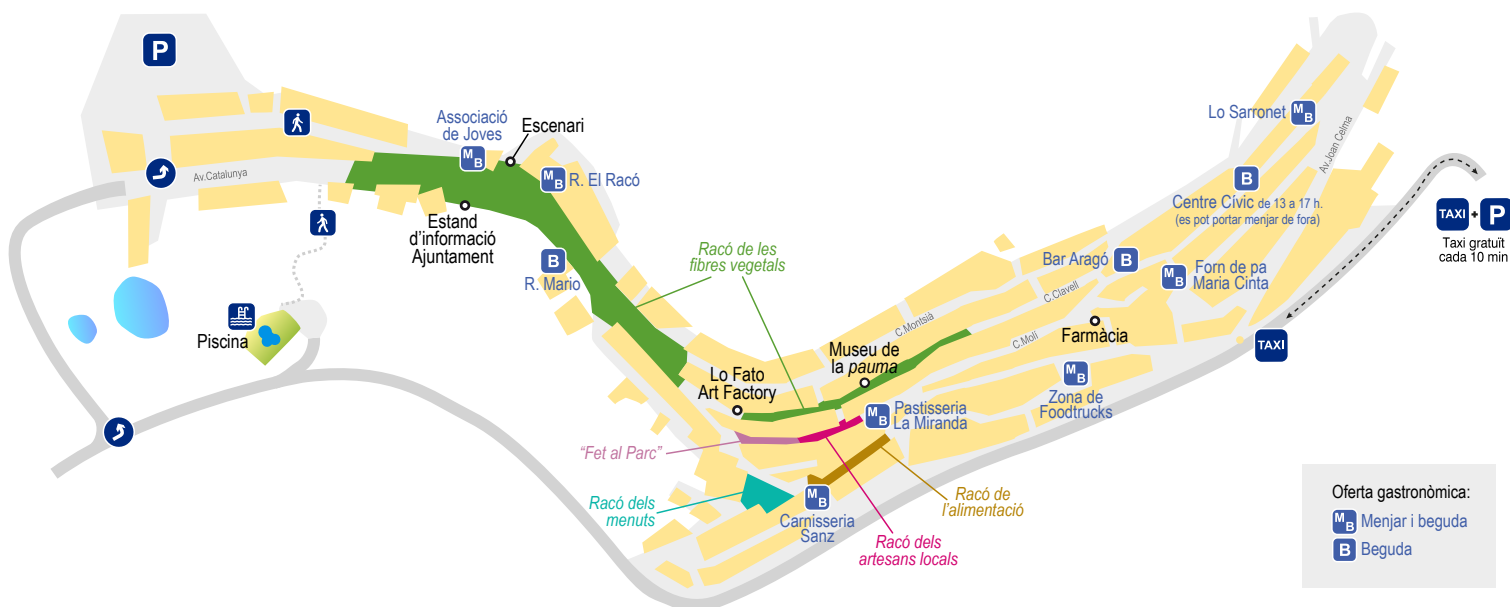 P
Associació
de Joves
Escenari
M B
M B
R. El Racó
Av.Catalunya
Estand
d'informació
Ajuntament
B
R. Mario
Piscina
Racó de les
fibres vegetals
Lo Fato
Art Factory
Museu de
la pauma
C.Montsià
C.Clavell
C.Molí
Bar Aragó
B
Lo Sarronet
M B
Av.Joan Celma
B
Centre Cívic de 13 a 17 h.
(es pot portar menjar de fora)
M B
Forn de pa
Maria Cinta
Farmàcia
TAXI
TAXI + P
Taxi gratuït
cada 10 min
M B
Zona de
Foodtrucks
M B
Pastisseria
La Miranda
"Fet al Parc"
Racó dels
menuts
M B
Carnisseria
Sanz
Racó de
l'alimentació
Racó dels
artesans locals
Oferta gastronòmica:
M B Menjar i beguda
B Beguda